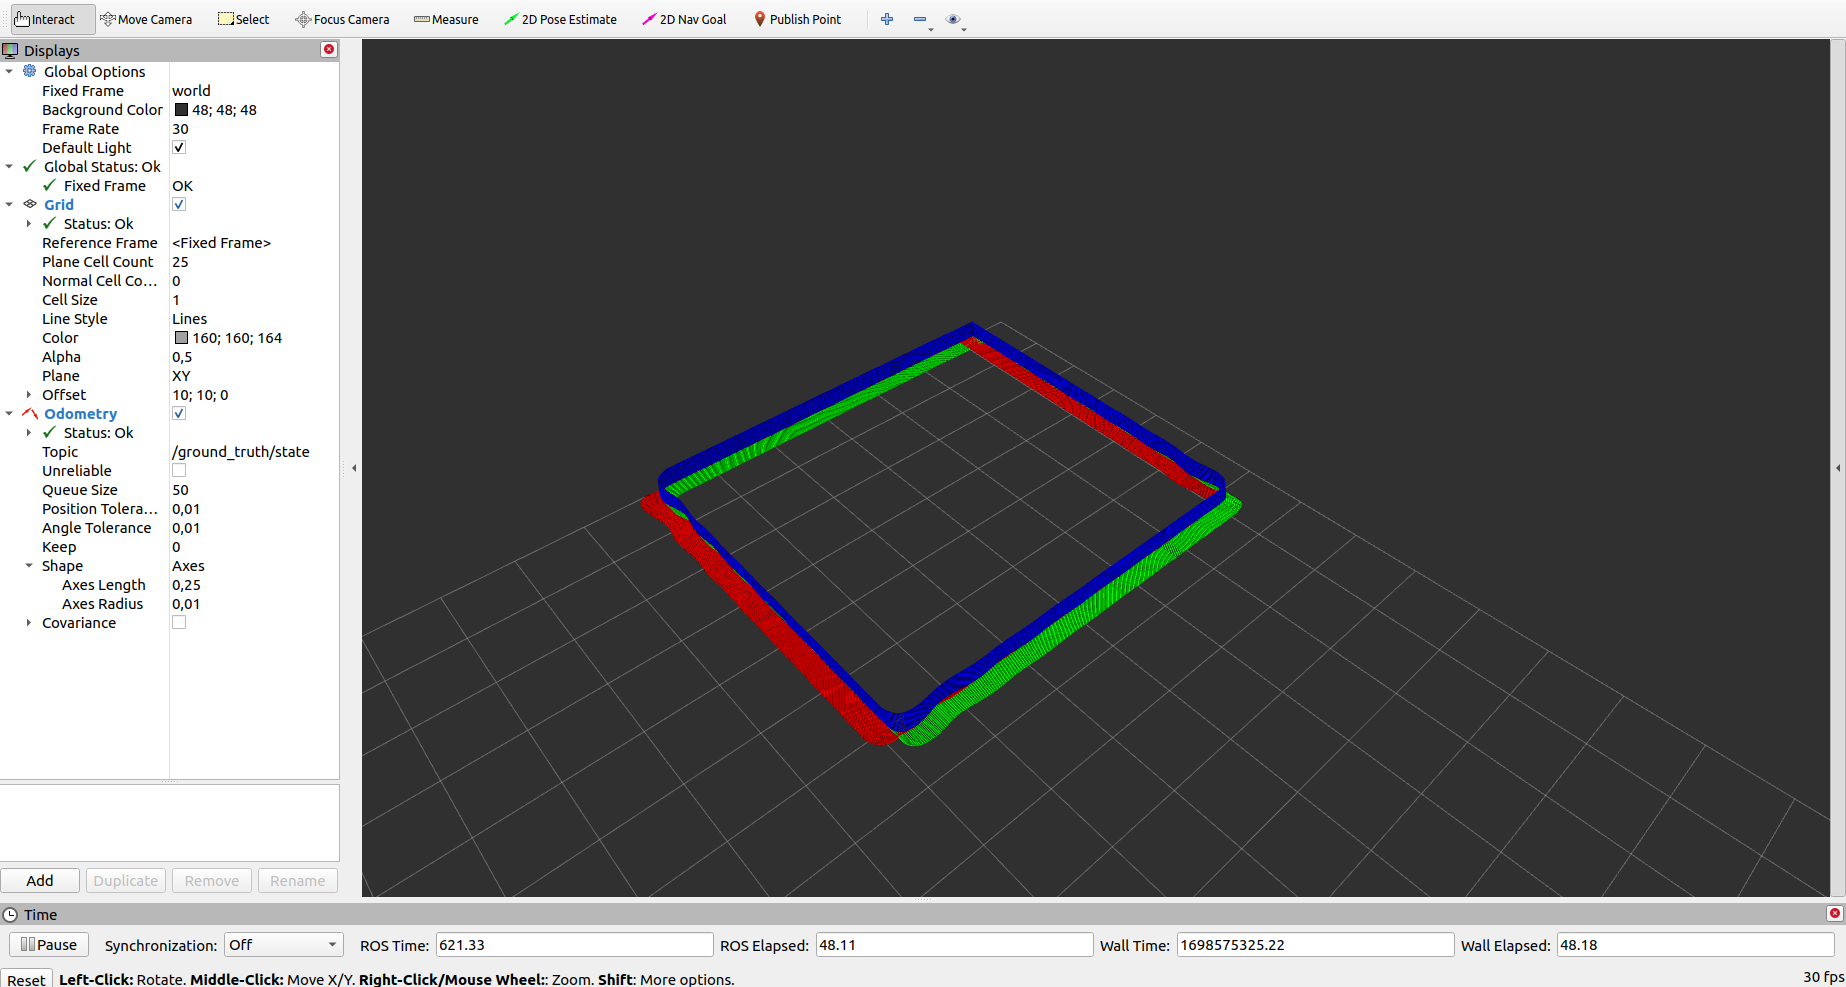 Interact Move Camera Select Focus Camera Measure 2D Pose Estimate 2D Nav Goal Publish Point
Displays
Global Options
Fixed Frame world
Background Color 48; 48; 48
Frame Rate 30
Default Light
Global Status: Ok
Fixed Frame OK
Grid
Status: Ok
Reference Frame <Fixed Frame>
Plane Cell Count 25
Normal Cell Co... 0
Cell Size 1
Line Style Lines
Color 160; 160; 164
Alpha 0,5
Plane XY
Offset 10; 10; 0
Odometry
Status: Ok
Topic /ground_truth/state
Unreliable
Queue Size 50
Position Tolera... 0,01
Angle Tolerance 0,01
Keep 0
Shape Axes
Axes Length 0,25
Axes Radius 0,01
Covariance
Add Duplicate Remove Rename
Time
Pause Synchronization: Off ROS Time: 621.33 ROS Elapsed: 48.11 Wall Time: 1698575325.22 Wall Elapsed: 48.18
Reset Left-Click: Rotate. Middle-Click: Move X/Y. Right-Click/Mouse Wheel:: Zoom. Shift: More options. 30 fps